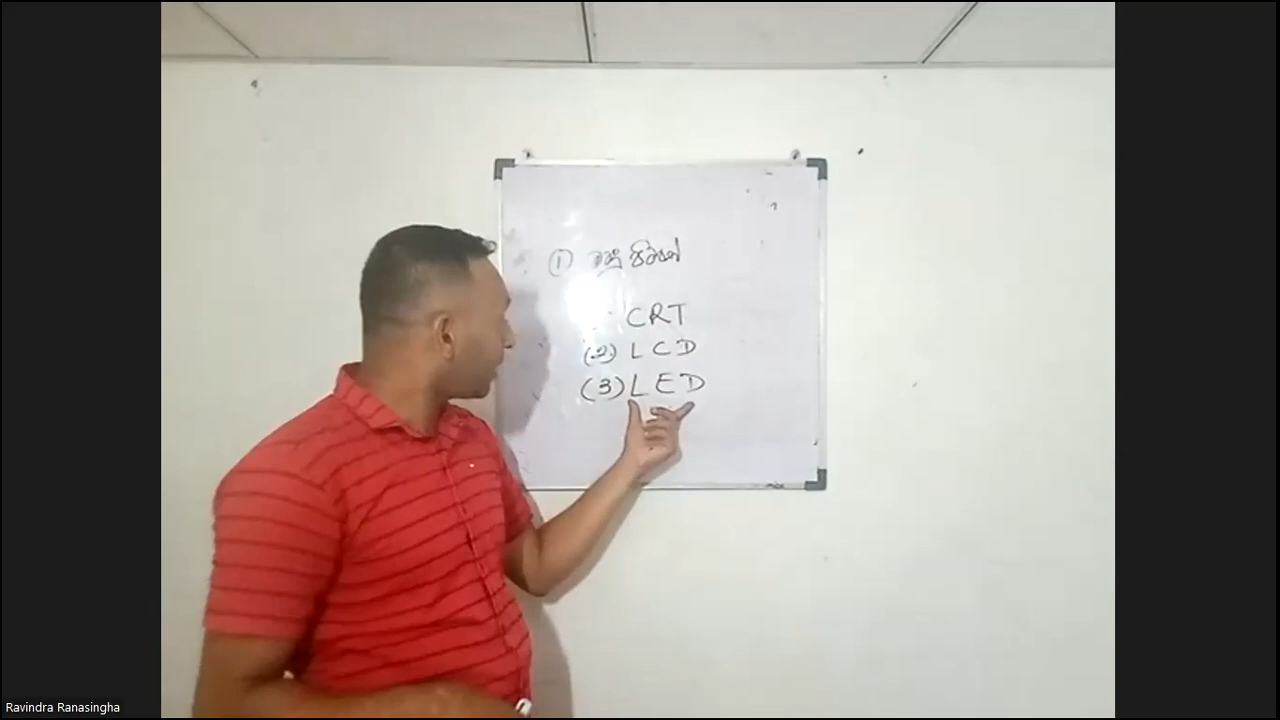 ①
CRT
(2) LCD
(3) LED
Ravindra Ranasingha